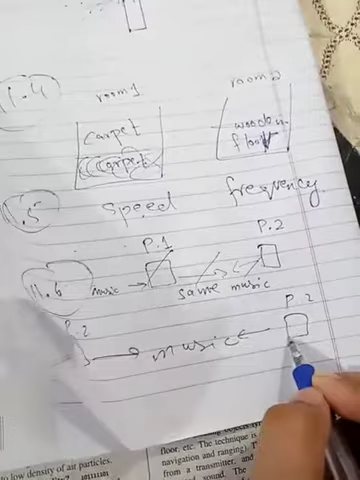 11.4
room 1 room 2
carpet wooden
carpet floor
11.5 speed frequency
P.1 P.2
11.6 music → same music
P.2 P.2
music
floor, etc. The technique is
navigation and ranging).
from a transmitter, and
and sound. The
low density of air particles.